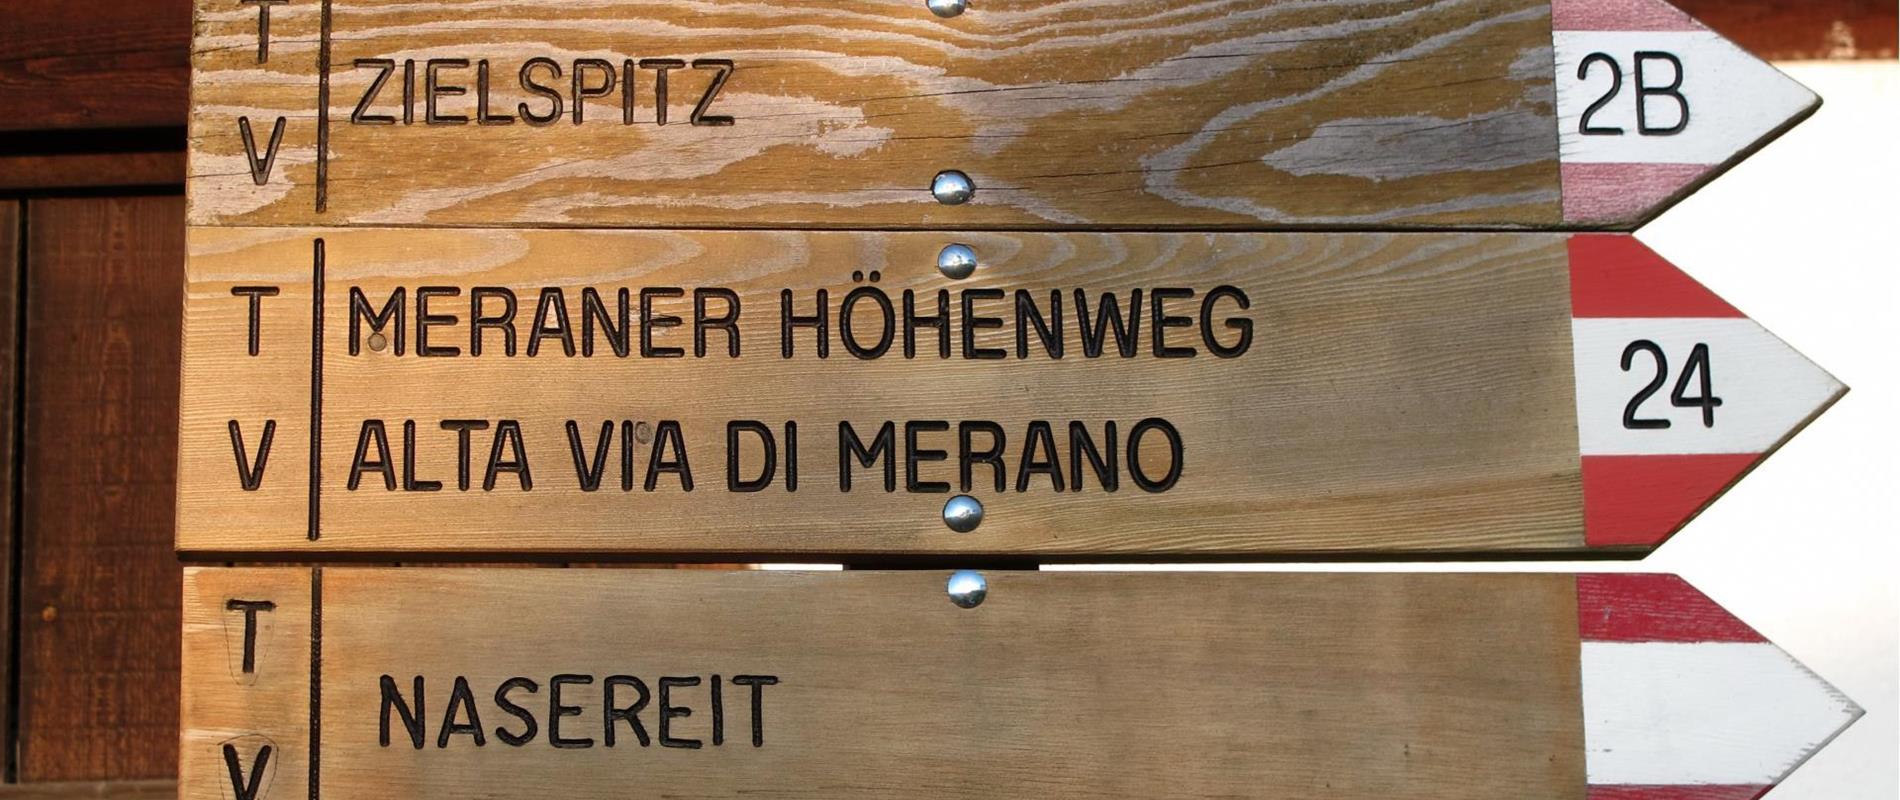 T
ZIELSPITZ 2B
V
T MERANER HÖHENWEG
24
V ALTA VIA DI MERANO
T
NASEREIT
V